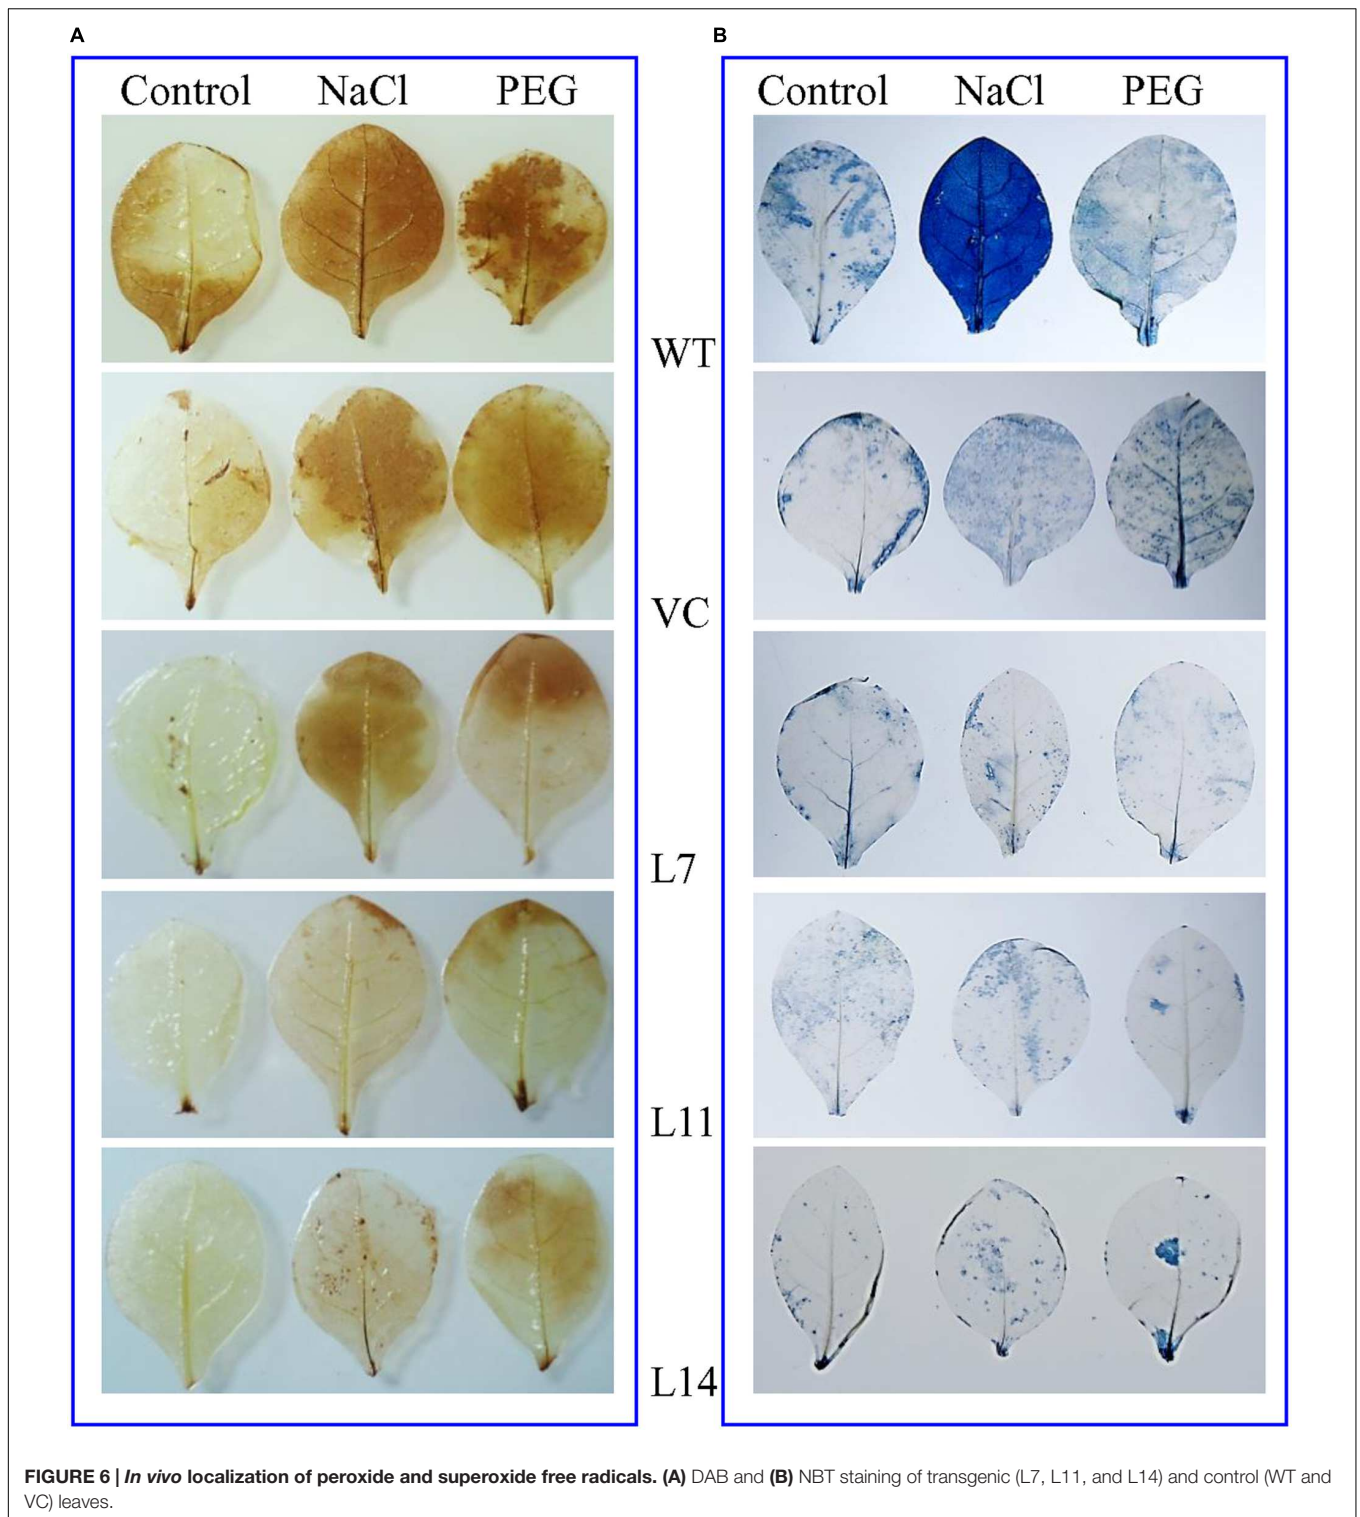 A
B
Control NaCl PEG
Control NaCl PEG
WT
VC
L7
L11
L14
FIGURE 6 | In vivo localization of peroxide and superoxide free radicals. (A) DAB and (B) NBT staining of transgenic (L7, L11, and L14) and control (WT and
VC) leaves.